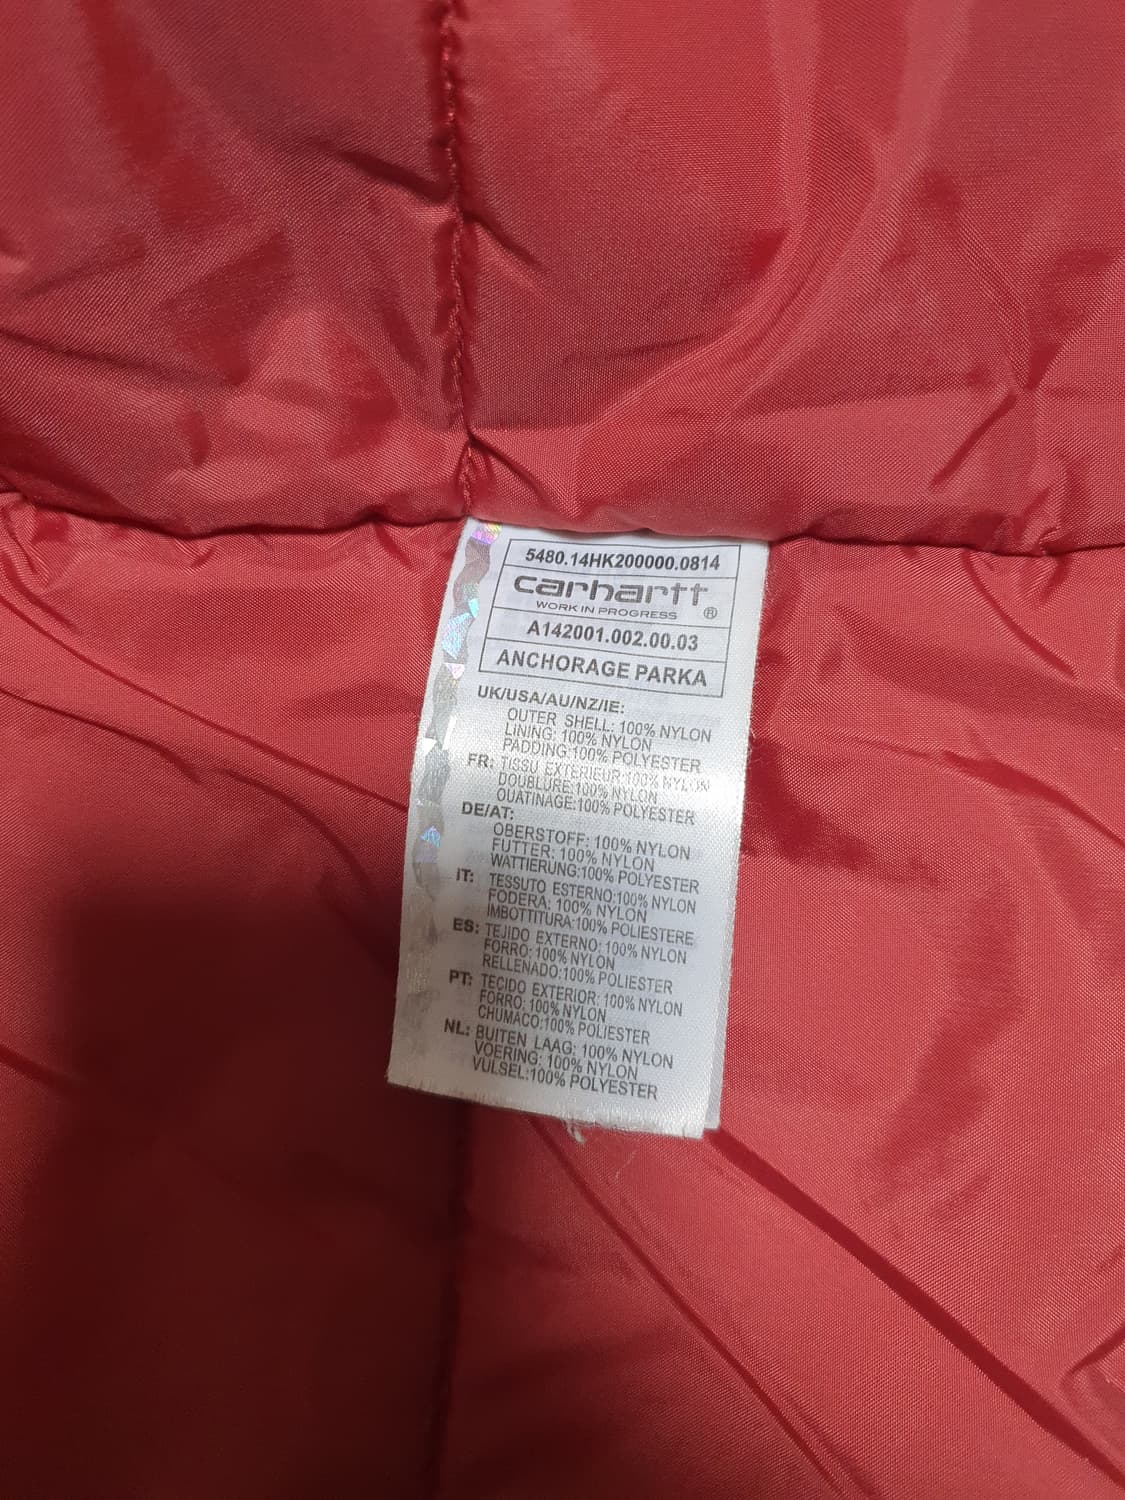 5480.14HK200000.0814
carhartt
WORK IN PROGRESS ®
A142001.002.00.03
ANCHORAGE PARKA
UK/USA/AU/NZ/IE:
OUTER SHELL: 100% NYLON
LINING: 100% NYLON
PADDING:100% POLYESTER
FR: TISSU EXTERIEUR:100% NYLON
DOUBLURE:100% NYLON
OUATINAGE:100% POLYESTER
DE/AT:
OBERSTOFF: 100% NYLON
FUTTER: 100% NYLON
WATTIERUNG:100% POLYESTER
IT: TESSUTO ESTERNO:100% NYLON
FODERA: 100% NYLON
IMBOTTITURA:100% POLIESTERE
ES: TEJIDO EXTERNO: 100% NYLON
FORRO: 100% NYLON
RELLENADO:100% POLIESTER
PT: TECIDO EXTERIOR: 100% NYLON
FORRO: 100% NYLON
CHUMACO:100% POLIESTER
NL: BUITEN LAAG: 100% NYLON
VOERING: 100% NYLON
VULSEL:100% POLYESTER